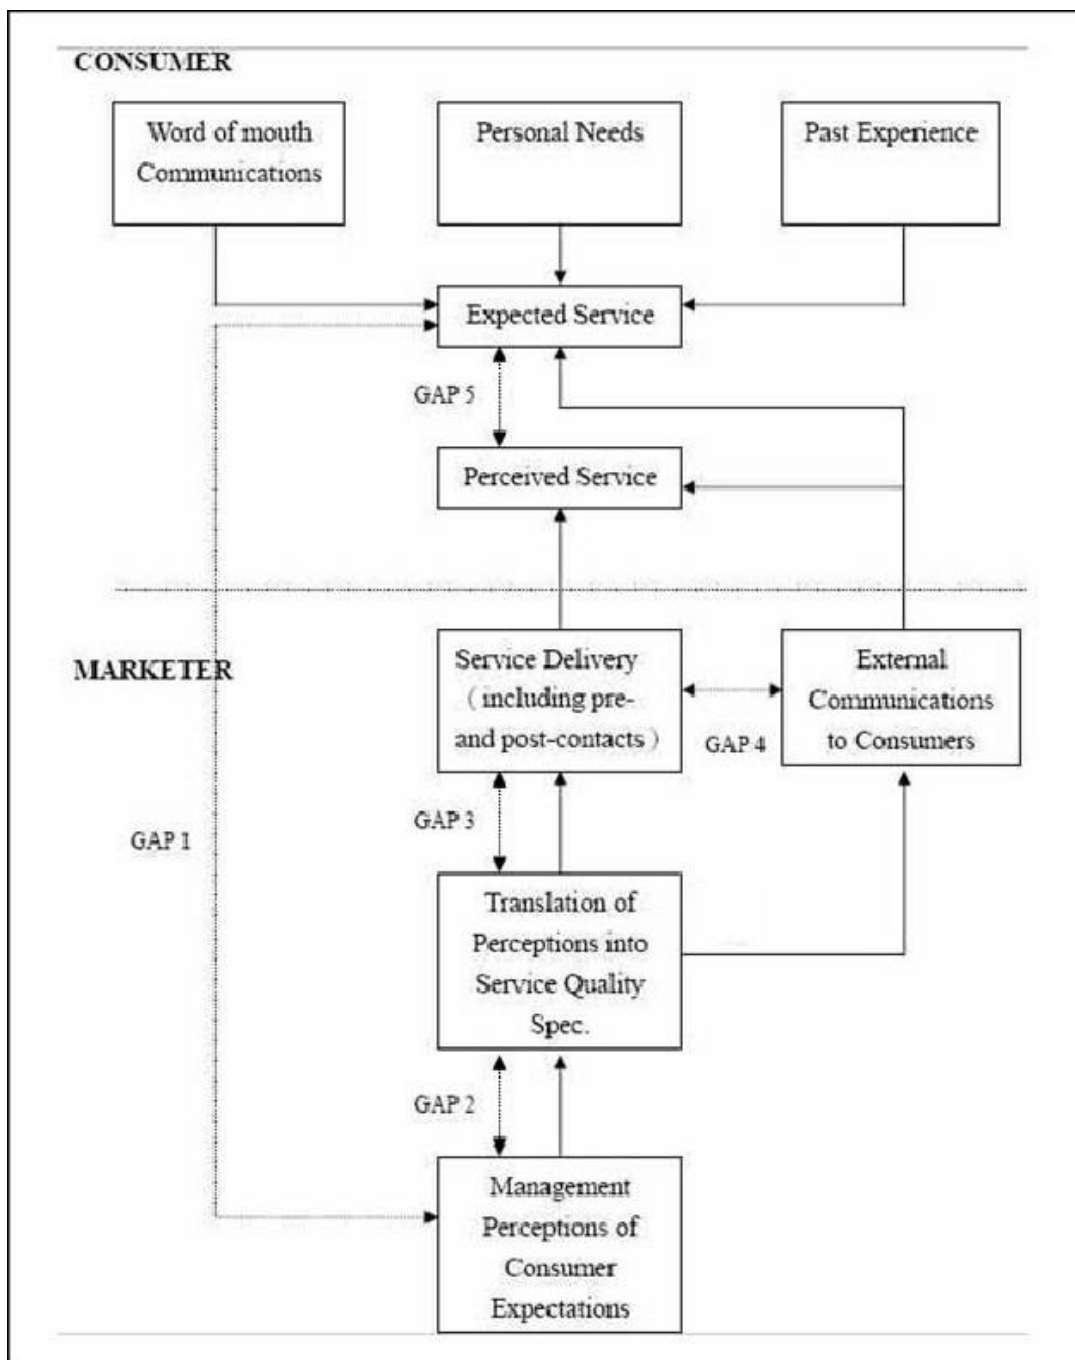 CONSUMER
Word of mouth
Communications
Personal Needs
Past Experience
Expected Service
GAP 5
Perceived Service
MARKETER
Service Delivery
(including pre-
and post-contacts)
GAP 4
External
Communications
to Consumers
GAP 1
GAP 3
Translation of
Perceptions into
Service Quality
Spec.
GAP 2
Management
Perceptions of
Consumer
Expectations